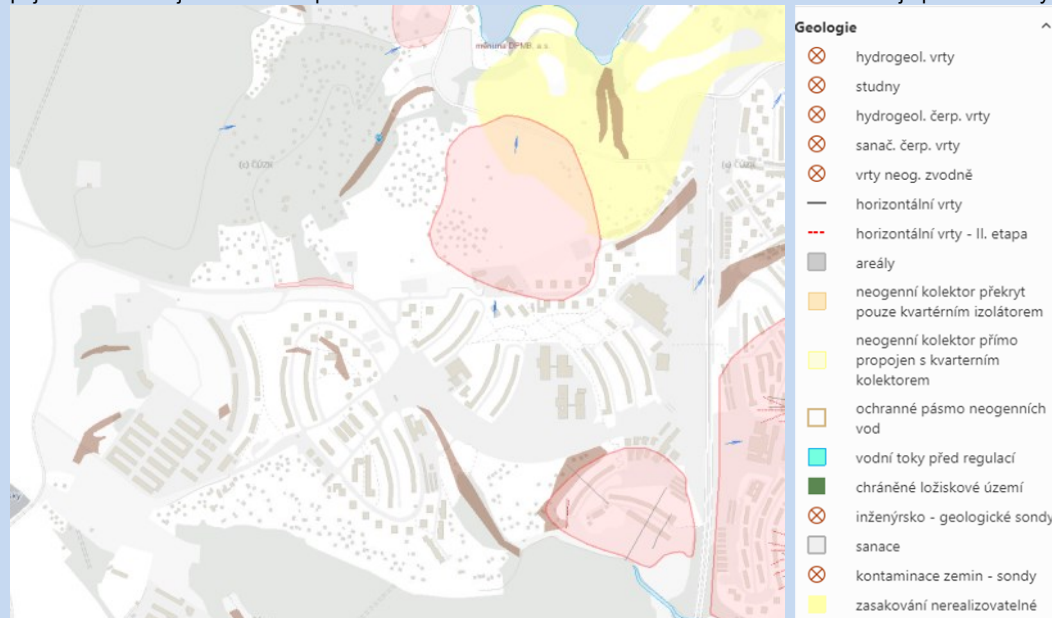 měnírna DPMB, a.s.
(c) ČÚZK
(c) ČÚZK
Geologie
hydrogeol. vrty
studny
hydrogeol. čerp. vrty
sanač. čerp. vrty
vrty neog. zvodně
horizontální vrty
horizontální vrty - II. etapa
areály
neogenní kolektor překryt
pouze kvartérním izolátorem
neogenní kolektor přímo
propojen s kvarterním
kolektorem
ochranné pásmo neogenních
vod
vodní toky před regulací
chráněné ložiskové území
inženýrsko - geologické sondy
sanace
kontaminace zemin - sondy
zasakování nerealizovatelné